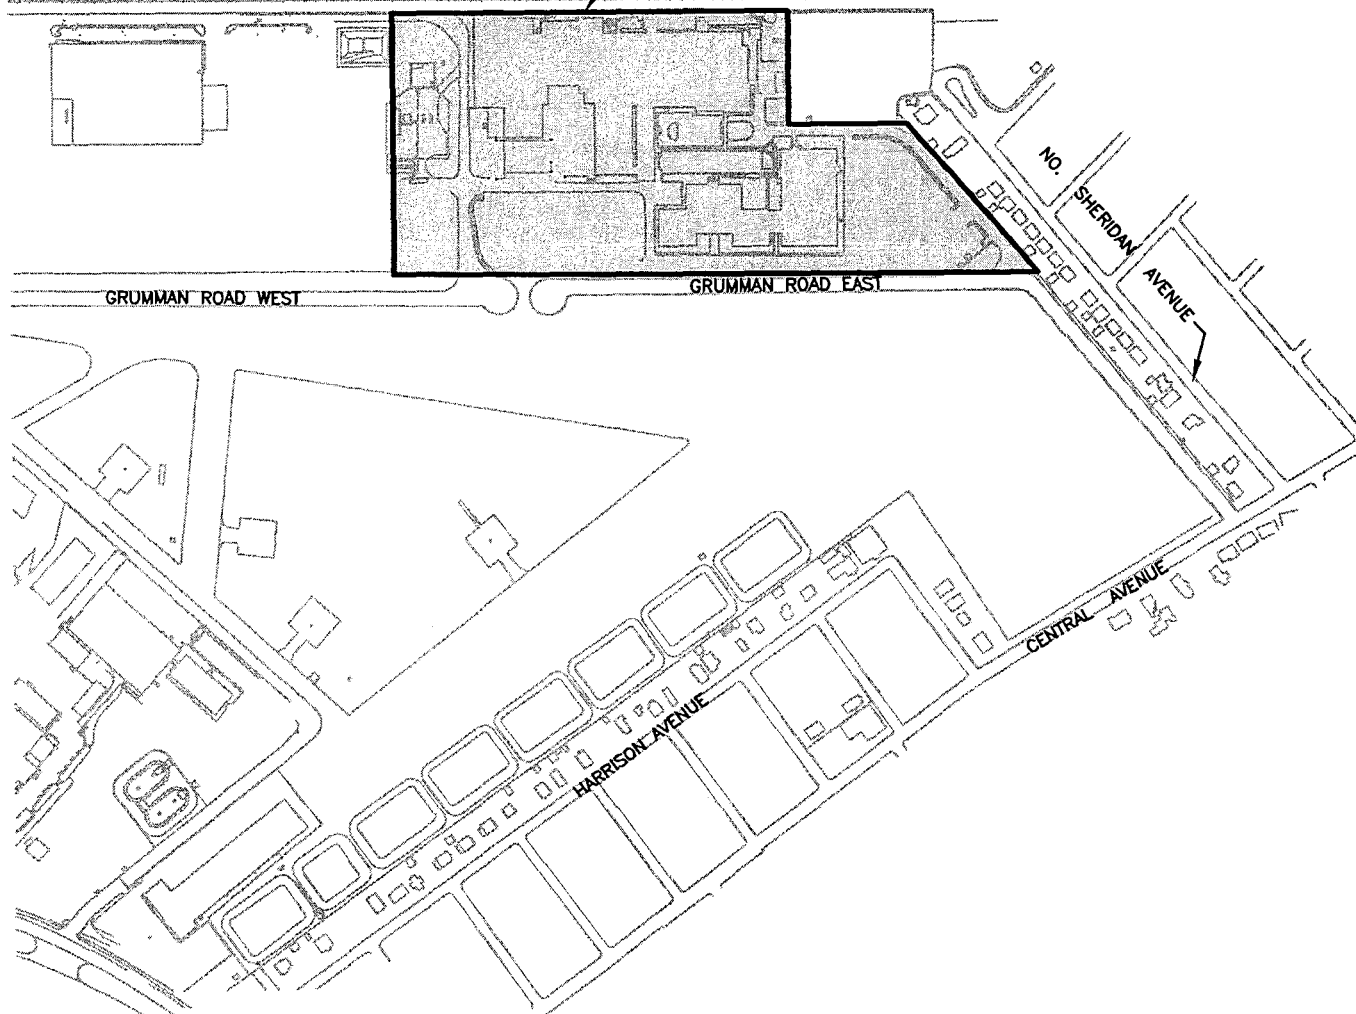 NO. SHERIDAN AVENUE
GRUMMAN ROAD WEST
GRUMMAN ROAD EAST
CENTRAL AVENUE
HARRISON AVENUE